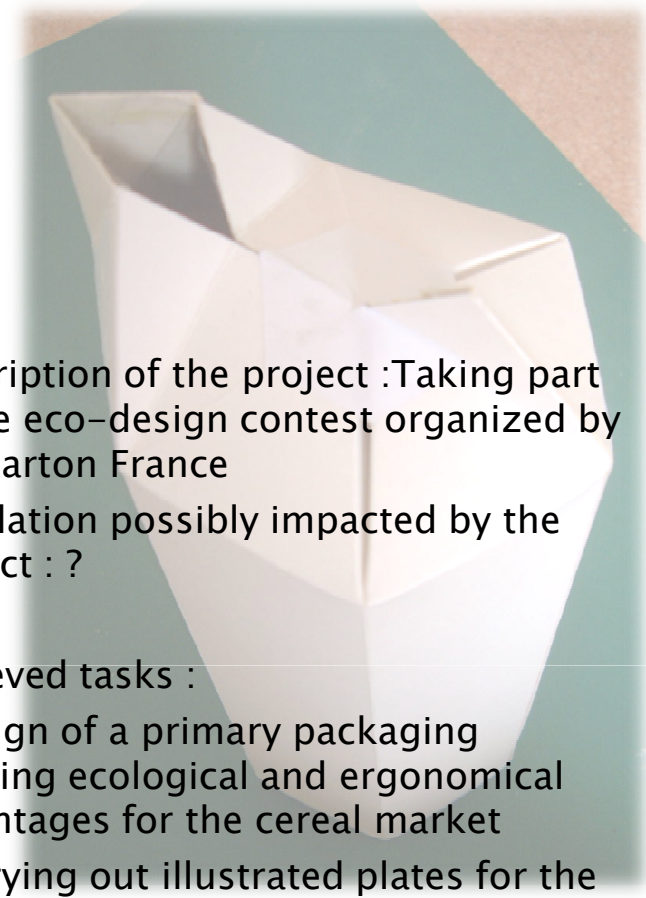 ription of the project :Taking part
e eco-design contest organized by
arton France
lation possibly impacted by the
ct : ?
eved tasks :
gn of a primary packaging
ing ecological and ergonomical
ntages for the cereal market
ying out illustrated plates for the